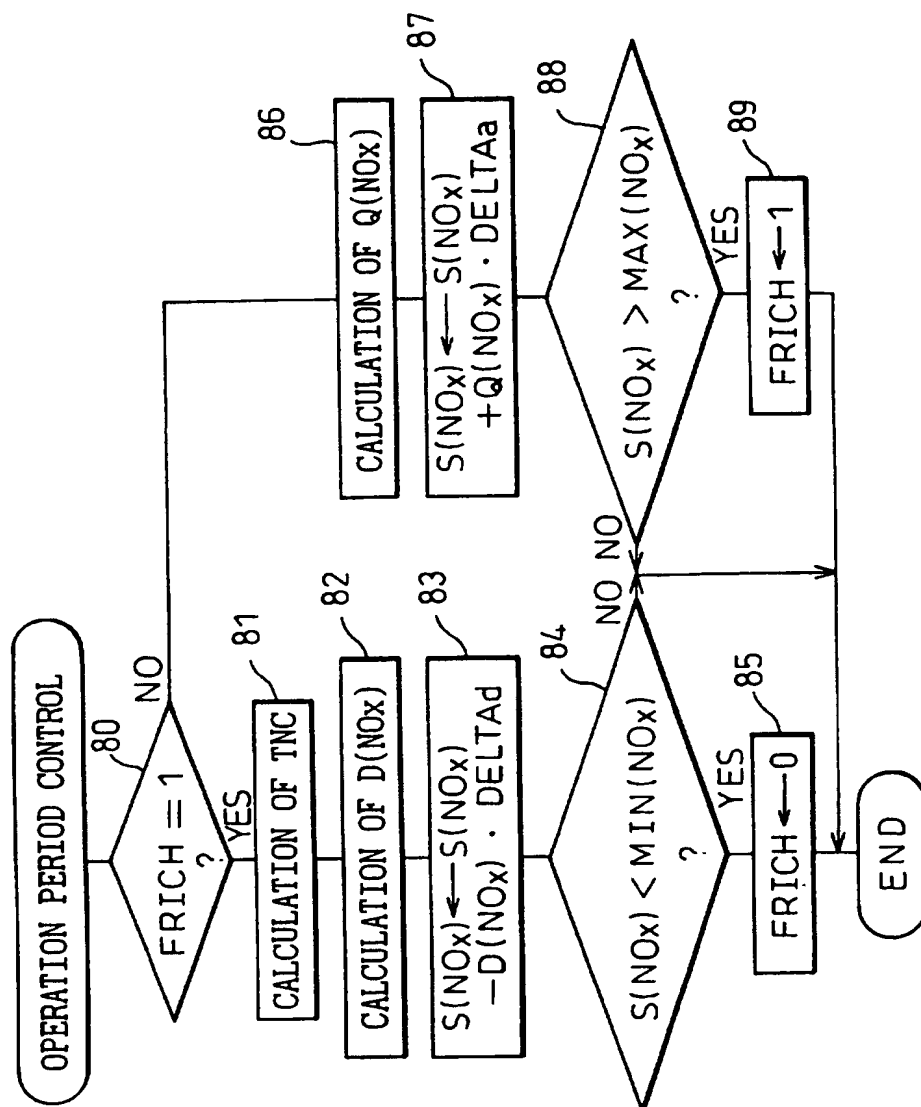 OPERATION PERIOD CONTROL
80
FRICH = 1
?
NO
YES
81
CALCULATION OF TNC
82
CALCULATION OF D(NOx)
83
S(NOx)←S(NOx)
−D(NOx)・DELTAd
84
S(NOx) < MIN(NOx)
?
NO
YES
85
FRICH←0
86
CALCULATION OF Q(NOx)
87
S(NOx)←S(NOx)
+Q(NOx)・DELTAa
88
S(NOx) > MAX(NOx)
?
NO
YES
89
FRICH←1
END